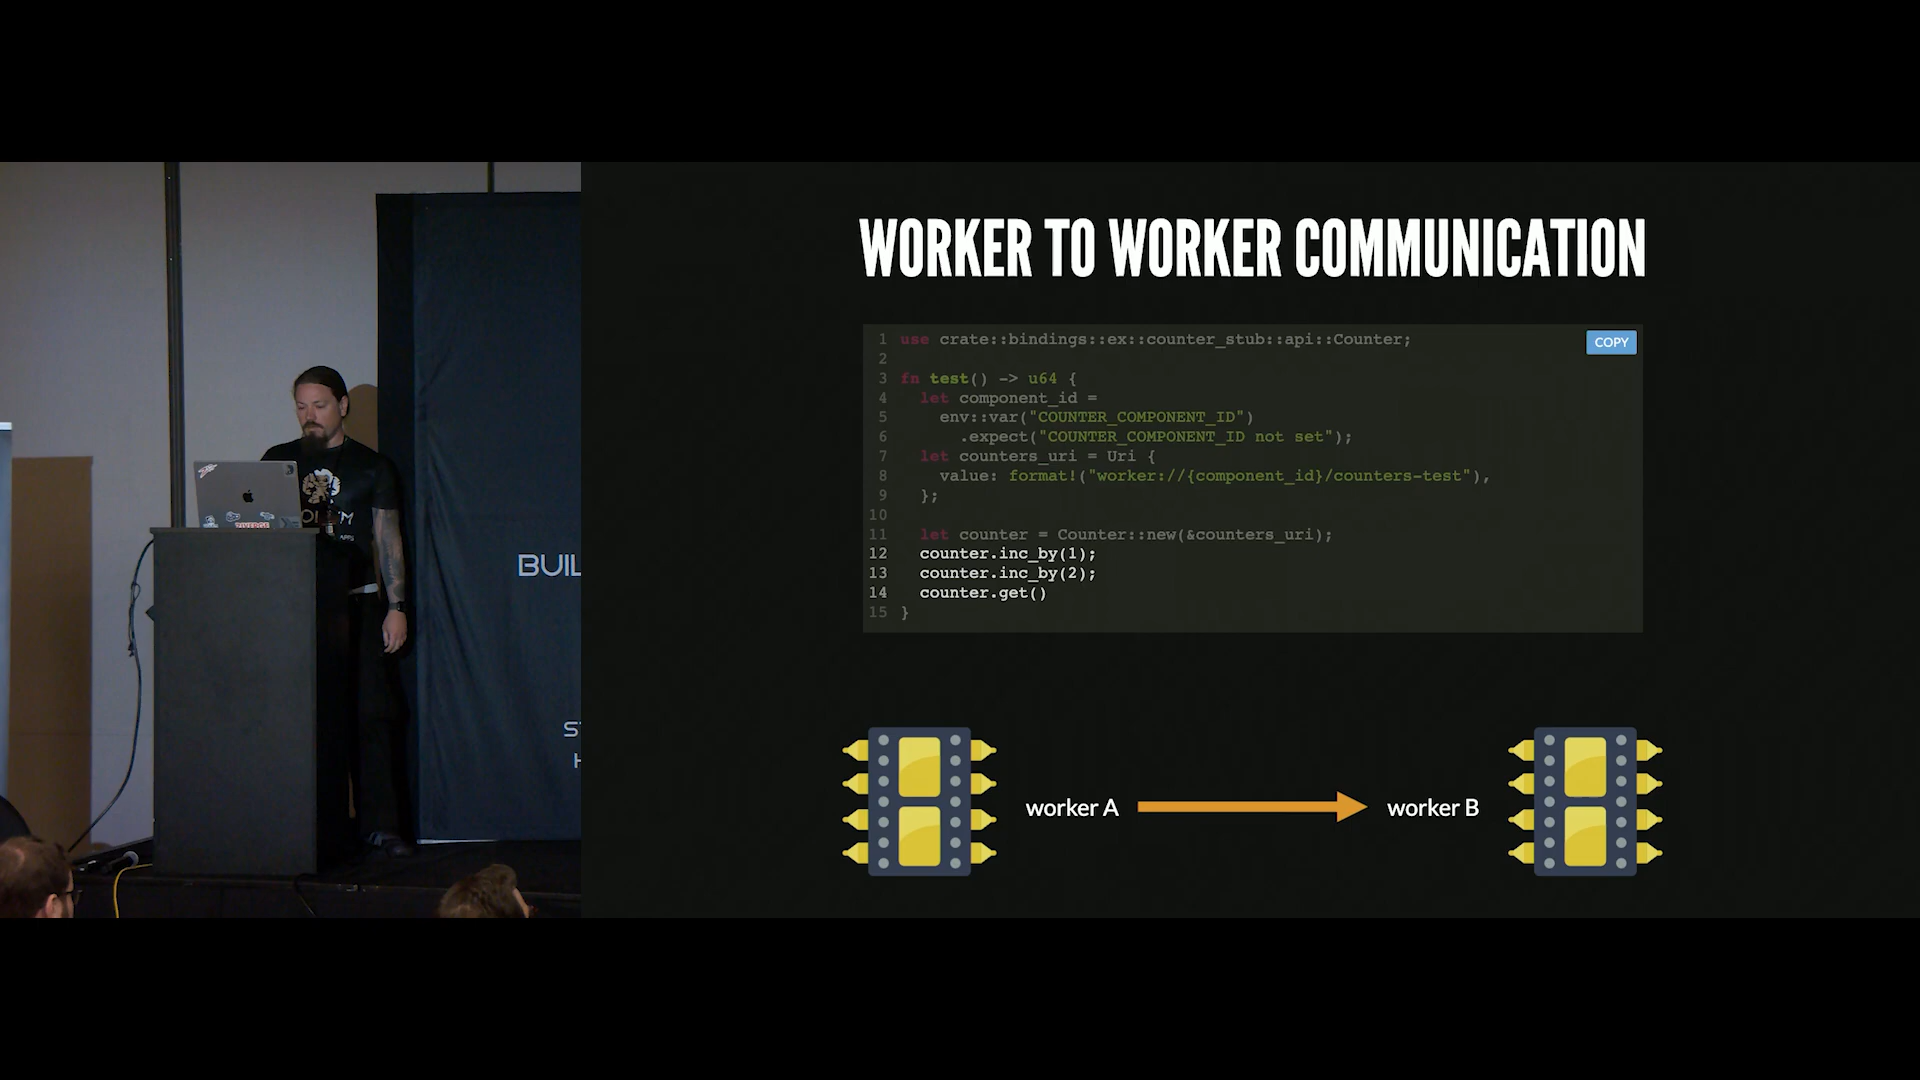 WORKER TO WORKER COMMUNICATION
1 use crate::bindings::ex::counter_stub::api::Counter;
COPY
2
3 fn test() -> u64 {
4   let component_id =
5     env::var("COUNTER_COMPONENT_ID")
6       .expect("COUNTER_COMPONENT_ID not set");
7   let counters_uri = Uri {
8     value: format!("worker://{component_id}/counters-test"),
9   };
10
11   let counter = Counter::new(&counters_uri);
12   counter.inc_by(1);
13   counter.inc_by(2);
14   counter.get()
15 }
worker A
worker B
BUIL